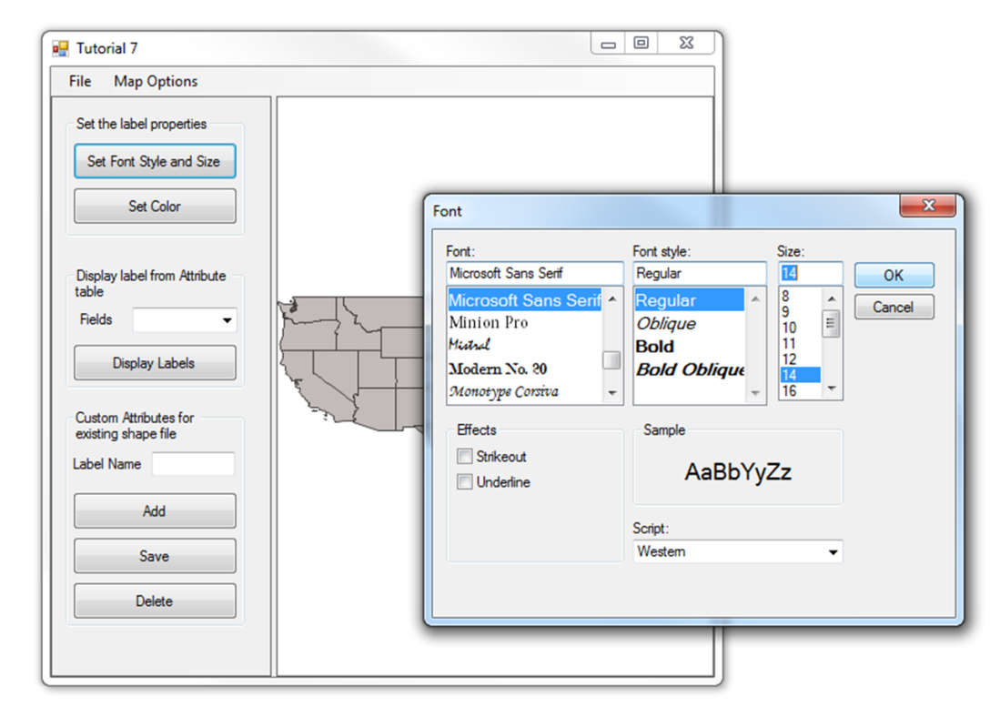 Tutorial 7
File Map Options
Set the label properties
Set Font Style and Size
Set Color
Display label from Attribute
table
Fields
Display Labels
Custom Attributes for
existing shape file
Label Name
Add
Save
Delete
Font
Font: Font style: Size:
Microsoft Sans Serif Regular 14 OK
Microsoft Sans Serif Regular 8
Minion Pro Oblique 9 Cancel
Mistral Bold 10
Modern No. 20 Bold Oblique 11
Monotype Corsiva 12
14
16
Effects Sample
Strikeout
AaBbYyZz
Underline
Script:
Western